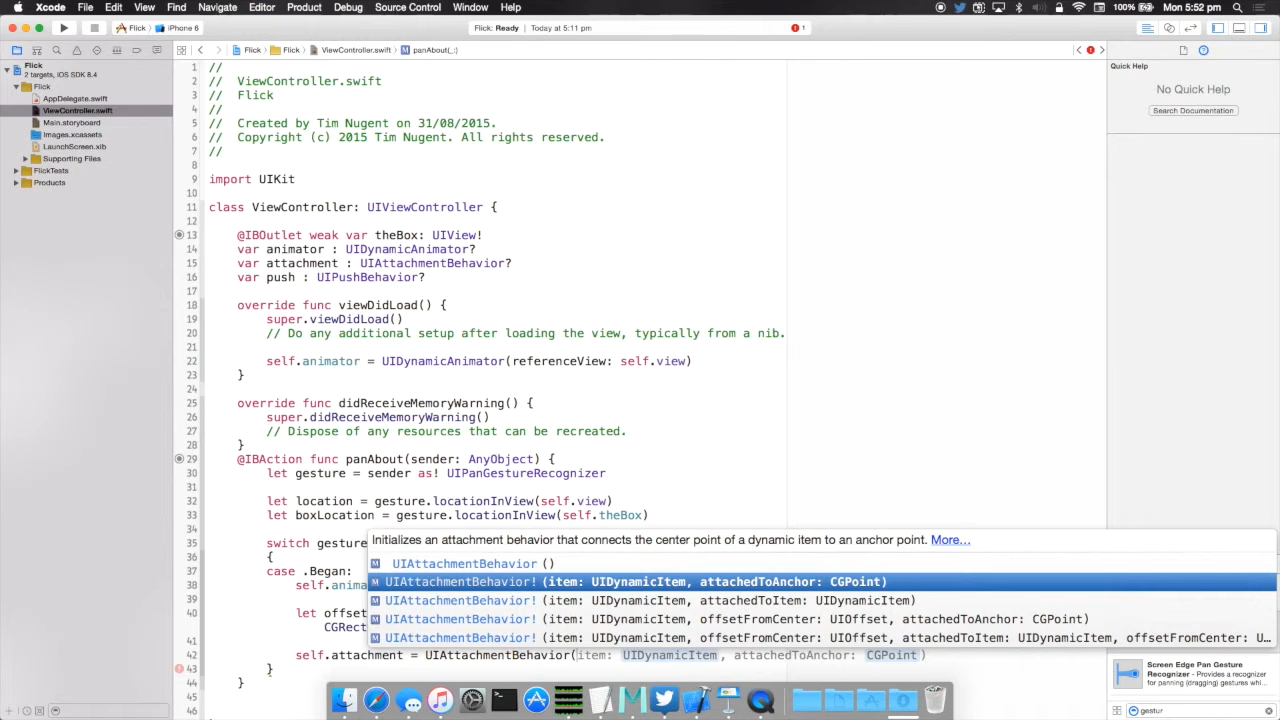 Xcode File Edit View Find Navigate Editor Product Debug Source Control Window Help 100% Mon 5:52 pm
Flick iPhone 6 Flick: Ready Today at 5:11 pm 1
Flick Flick ViewController.swift panAbout(_:)
Flick
2 targets, iOS SDK 8.4
Flick
AppDelegate.swift
ViewController.swift
Main.storyboard
Images.xcassets
LaunchScreen.xib
Supporting Files
FlickTests
Products
1 //
2 // ViewController.swift
3 // Flick
4 //
5 // Created by Tim Nugent on 31/08/2015.
6 // Copyright (c) 2015 Tim Nugent. All rights reserved.
7 //
8
9 import UIKit
10
11 class ViewController: UIViewController {
12
13 @IBOutlet weak var theBox: UIView!
14 var animator : UIDynamicAnimator?
15 var attachment : UIAttachmentBehavior?
16 var push : UIPushBehavior?
17
18 override func viewDidLoad() {
19 super.viewDidLoad()
20 // Do any additional setup after loading the view, typically from a nib.
21
22 self.animator = UIDynamicAnimator(referenceView: self.view)
23 }
24
25 override func didReceiveMemoryWarning() {
26 super.didReceiveMemoryWarning()
27 // Dispose of any resources that can be recreated.
28 }
29 @IBAction func panAbout(sender: AnyObject) {
30 let gesture = sender as! UIPanGestureRecognizer
31
32 let location = gesture.locationInView(self.view)
33 let boxLocation = gesture.locationInView(self.theBox)
34
35 switch gesture
36 {
37 case .Began:
38 self.anima
39
40 let offset
CGRect
41
42 self.attachment = UIAttachmentBehavior(item: UIDynamicItem, attachedToAnchor: CGPoint)
43 }
44 }
45
46
Initializes an attachment behavior that connects the center point of a dynamic item to an anchor point. More...
M UIAttachmentBehavior ()
M UIAttachmentBehavior! (item: UIDynamicItem, attachedToAnchor: CGPoint)
M UIAttachmentBehavior! (item: UIDynamicItem, attachedToItem: UIDynamicItem)
M UIAttachmentBehavior! (item: UIDynamicItem, offsetFromCenter: UIOffset, attachedToAnchor: CGPoint)
M UIAttachmentBehavior! (item: UIDynamicItem, offsetFromCenter: UIOffset, attachedToItem: UIDynamicItem, offsetFromCenter: U...
Quick Help
No Quick Help
Search Documentation
Screen Edge Pan Gesture
Recognizer - Provides a recognizer
for panning (dragging) gestures whi...
gestur